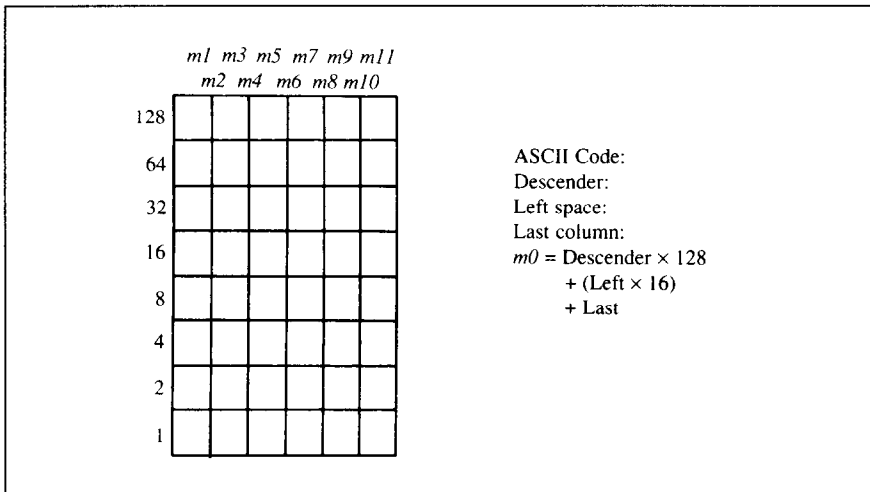 m1 m3 m5 m7 m9 m11
m2 m4 m6 m8 m10
128
64
32
16
8
4
2
1
ASCII Code:
Descender:
Left space:
Last column:
m0 = Descender × 128
+ (Left × 16)
+ Last